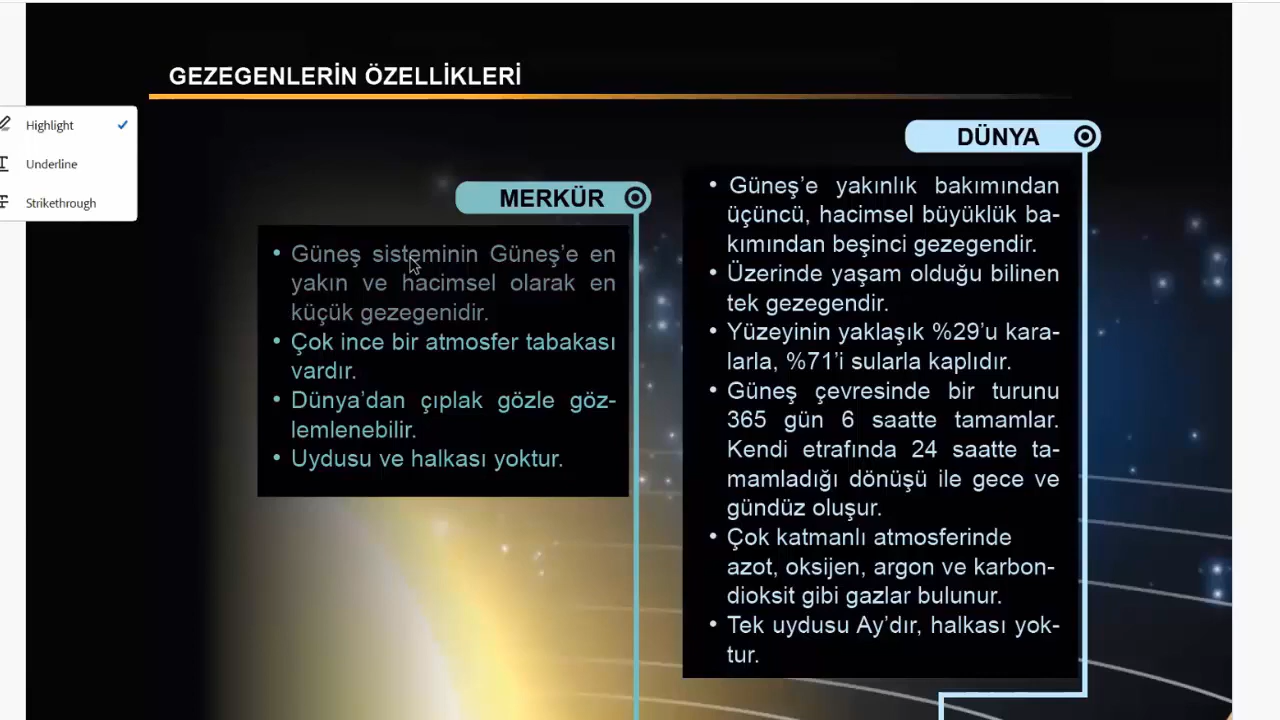 GEZEGENLERİN ÖZELLİKLERİ
Highlight
Underline
Strikethrough
MERKÜR
• Güneş sisteminin Güneş’e en
yakın ve hacimsel olarak en
küçük gezegenidir.
• Çok ince bir atmosfer tabakası
vardır.
• Dünya’dan çıplak gözle göz-
lemlenebilir.
• Uydusu ve halkası yoktur.
DÜNYA
• Güneş’e yakınlık bakımından
üçüncü, hacimsel büyüklük ba-
kımından beşinci gezegendir.
• Üzerinde yaşam olduğu bilinen
tek gezegendir.
• Yüzeyinin yaklaşık %29’u kara-
larla, %71’i sularla kaplıdır.
• Güneş çevresinde bir turunu
365 gün 6 saatte tamamlar.
Kendi etrafında 24 saatte ta-
mamladığı dönüşü ile gece ve
gündüz oluşur.
• Çok katmanlı atmosferinde
azot, oksijen, argon ve karbon-
dioksit gibi gazlar bulunur.
• Tek uydusu Ay’dır, halkası yok-
tur.